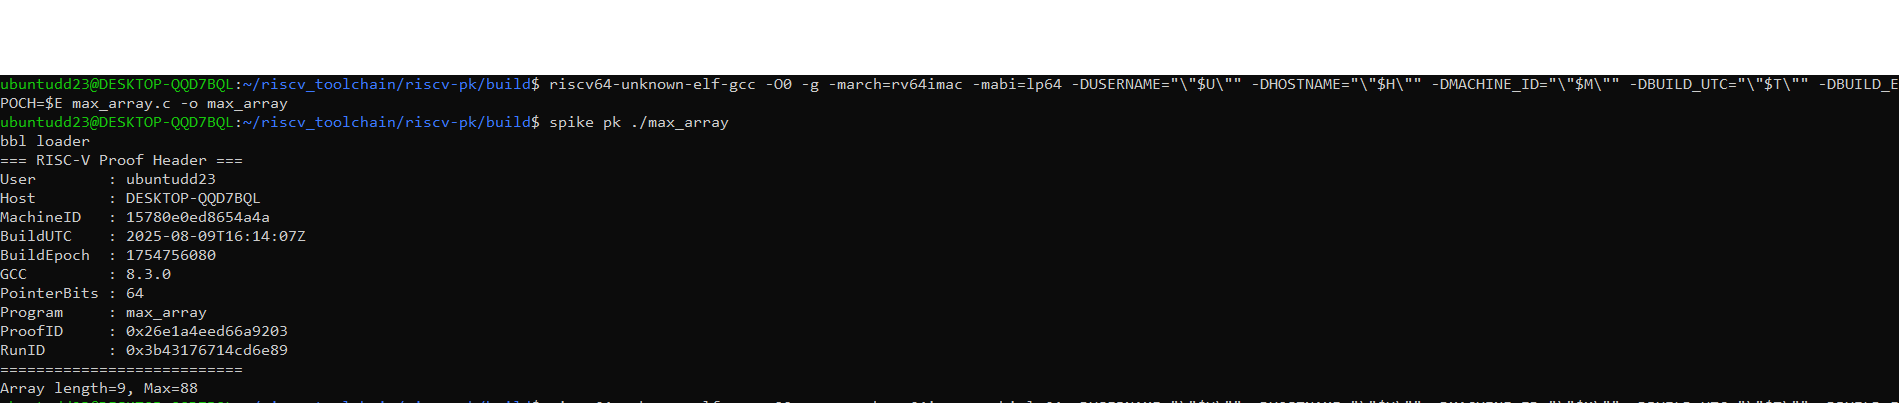 ubuntudd23@DESKTOP-QQD7BQL:~/riscv_toolchain/riscv-pk/build$ riscv64-unknown-elf-gcc -O0 -g -march=rv64imac -mabi=lp64 -DUSERNAME="\"$U\"" -DHOSTNAME="\"$H\"" -DMACHINE_ID="\"$M\"" -DBUILD_UTC="\"$T\"" -DBUILD_E
POCH=$E max_array.c -o max_array
ubuntudd23@DESKTOP-QQD7BQL:~/riscv_toolchain/riscv-pk/build$ spike pk ./max_array
bbl loader
=== RISC-V Proof Header ===
User        : ubuntudd23
Host        : DESKTOP-QQD7BQL
MachineID   : 15780e0ed8654a4a
BuildUTC    : 2025-08-09T16:14:07Z
BuildEpoch  : 1754756080
GCC         : 8.3.0
PointerBits : 64
Program     : max_array
ProofID     : 0x26e1a4eed66a9203
RunID       : 0x3b43176714cd6e89
===========================
Array length=9, Max=88